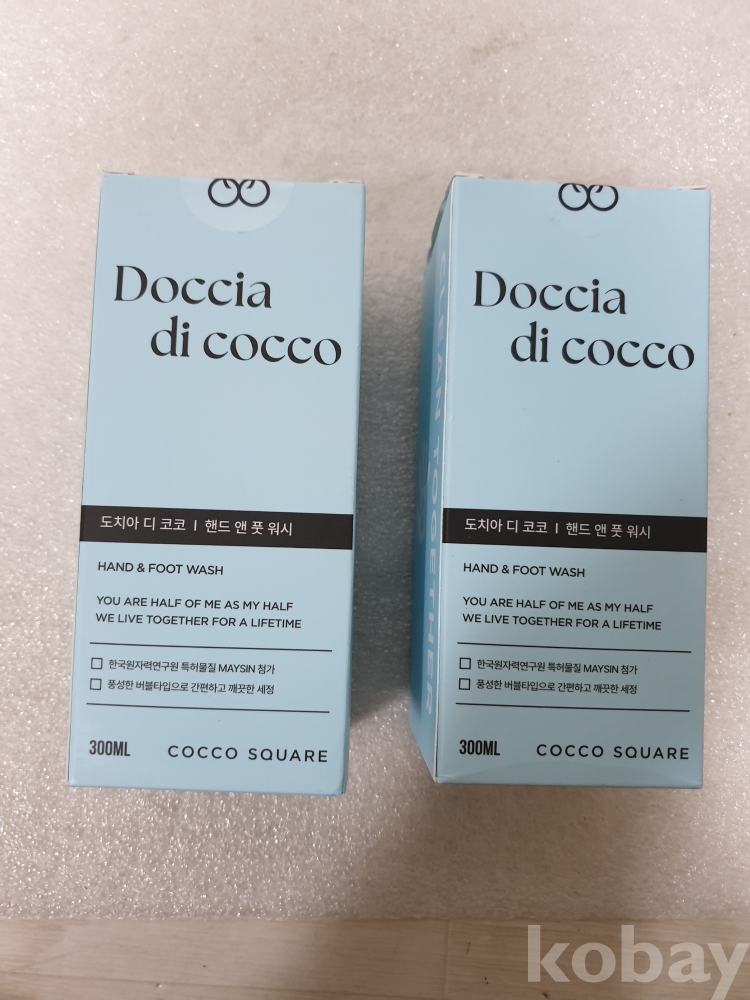 Doccia
di cocco
도치아 디 코코 | 핸드 앤 풋 워시
HAND & FOOT WASH
YOU ARE HALF OF ME AS MY HALF
WE LIVE TOGETHER FOR A LIFETIME
한국원자력연구원 특허물질 MAYSIN 첨가
풍성한 버블타입으로 간편하고 깨끗한 세정
300ML COCCO SQUARE
CLEAN TOGETHER
Doccia
di cocco
도치아 디 코코 | 핸드 앤 풋 워시
HAND & FOOT WASH
YOU ARE HALF OF ME AS MY HALF
WE LIVE TOGETHER FOR A LIFETIME
한국원자력연구원 특허물질 MAYSIN 첨가
풍성한 버블타입으로 간편하고 깨끗한 세정
300ML COCCO SQUARE
kobay